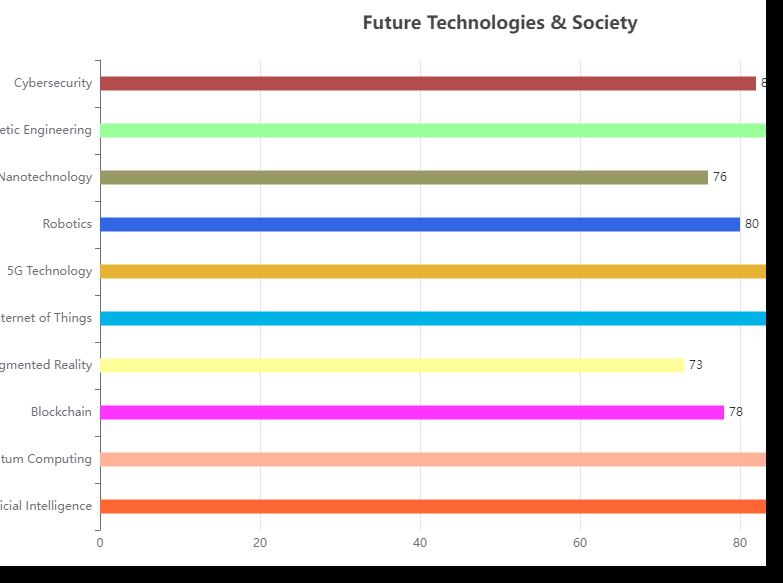 Future Technologies & Society
Cybersecurity
8
etic Engineering
Nanotechnology
76
Robotics
80
5G Technology
ternet of Things
gmented Reality
73
Blockchain
78
tum Computing
icial Intelligence
0 20 40 60 80